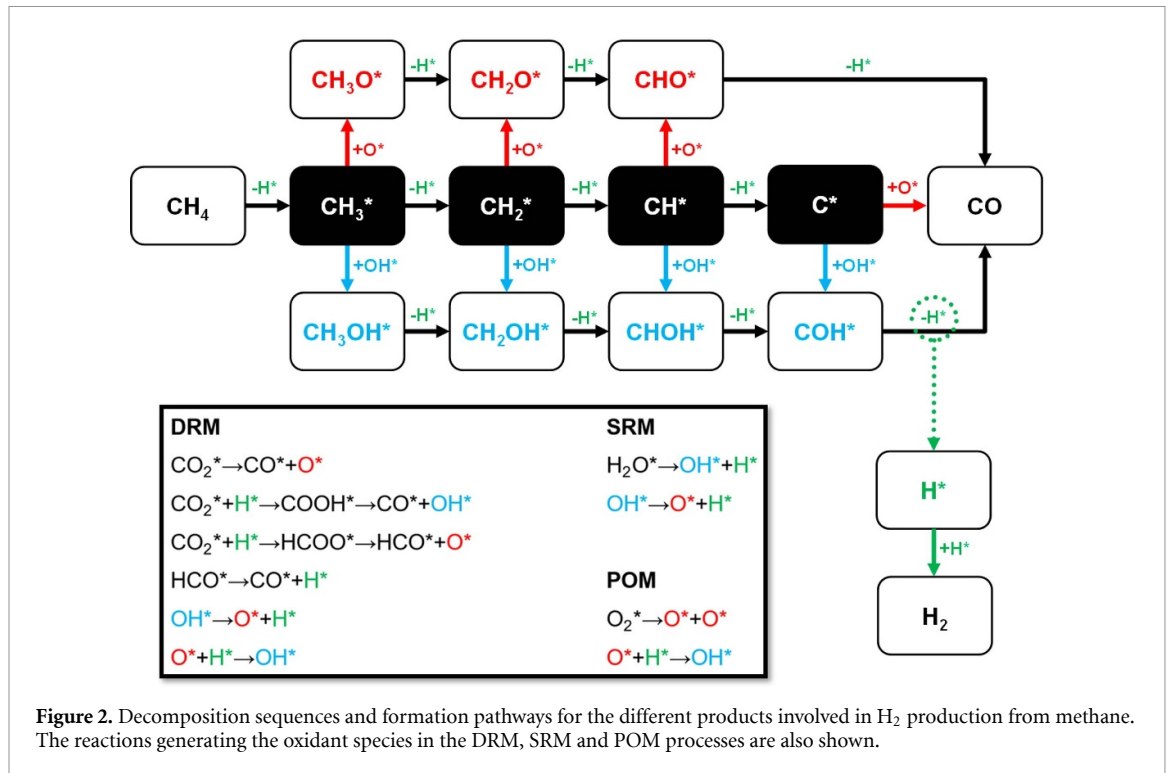 CH₃O* -H* CH₂O* -H* CHO* -H*
+O* +O* +O*
CH₄ -H* CH₃* -H* CH₂* -H* CH* -H* C* +O* CO
+OH* +OH* +OH* +OH*
CH₃OH* -H* CH₂OH* -H* CHOH* -H* COH* -H*
H*
+H*
H₂
DRM
CO₂*→CO*+O*
CO₂*+H*→COOH*→CO*+OH*
CO₂*+H*→HCOO*→HCO*+O*
HCO*→CO*+H*
OH*→O*+H*
O*+H*→OH*
SRM
H₂O*→OH*+H*
OH*→O*+H*
POM
O₂*→O*+O*
O*+H*→OH*
Figure 2. Decomposition sequences and formation pathways for the different products involved in H₂ production from methane.
The reactions generating the oxidant species in the DRM, SRM and POM processes are also shown.